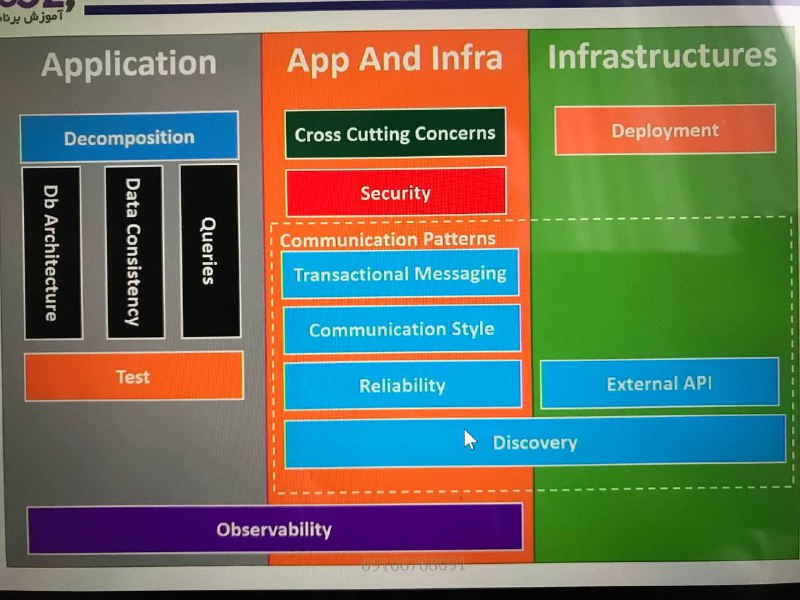 آموزش برنا
Application
App And Infra
Infrastructures
Decomposition
Cross Cutting Concerns
Deployment
Db Architecture
Data Consistency
Queries
Security
Communication Patterns
Transactional Messaging
Communication Style
Test
Reliability
External API
Discovery
Observability